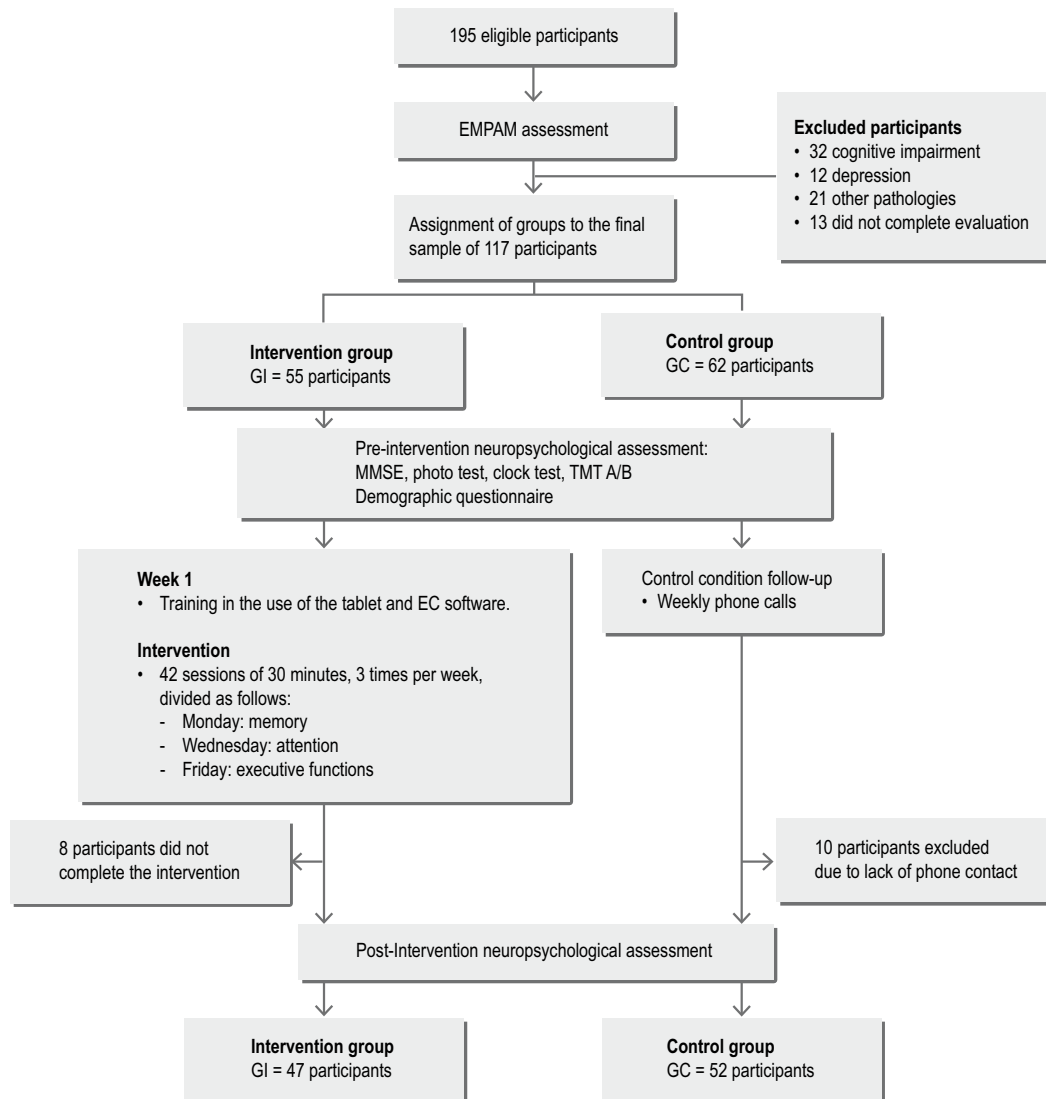 195 eligible participants
EMPAM assessment
Excluded participants
• 32 cognitive impairment
• 12 depression
• 21 other pathologies
• 13 did not complete evaluation
Assignment of groups to the final
sample of 117 participants
Intervention group
GI = 55 participants
Control group
GC = 62 participants
Pre-intervention neuropsychological assessment:
MMSE, photo test, clock test, TMT A/B
Demographic questionnaire
Week 1
• Training in the use of the tablet and EC software.
Intervention
• 42 sessions of 30 minutes, 3 times per week,
divided as follows:
- Monday: memory
- Wednesday: attention
- Friday: executive functions
Control condition follow-up
• Weekly phone calls
8 participants did not
complete the intervention
10 participants excluded
due to lack of phone contact
Post-Intervention neuropsychological assessment
Intervention group
GI = 47 participants
Control group
GC = 52 participants